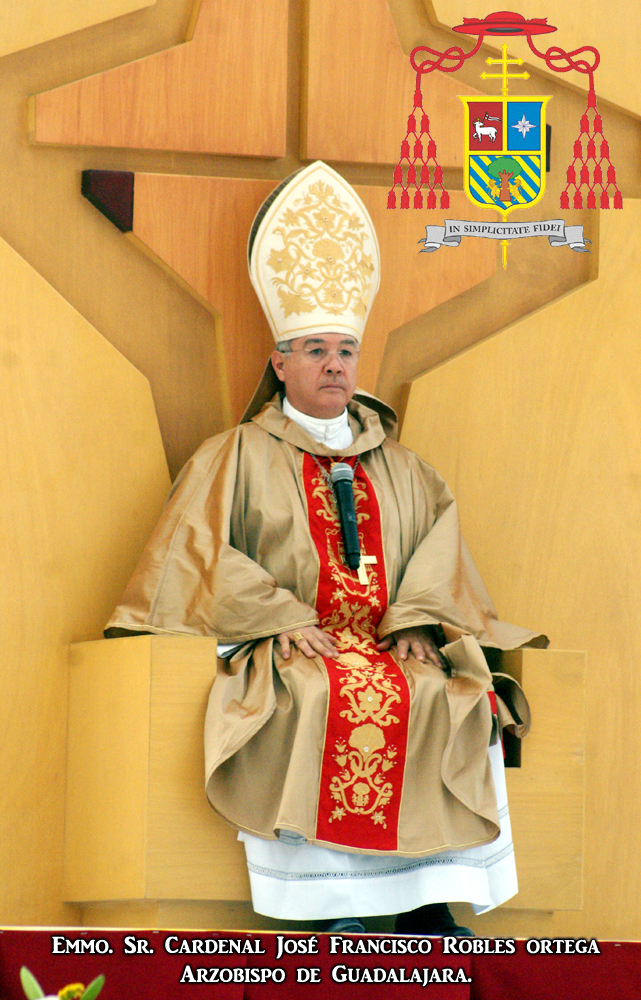 IN SIMPLICITATE FIDEI
EMMO. SR. CARDENAL JOSÉ FRANCISCO ROBLES ORTEGA
ARZOBISPO DE GUADALAJARA.